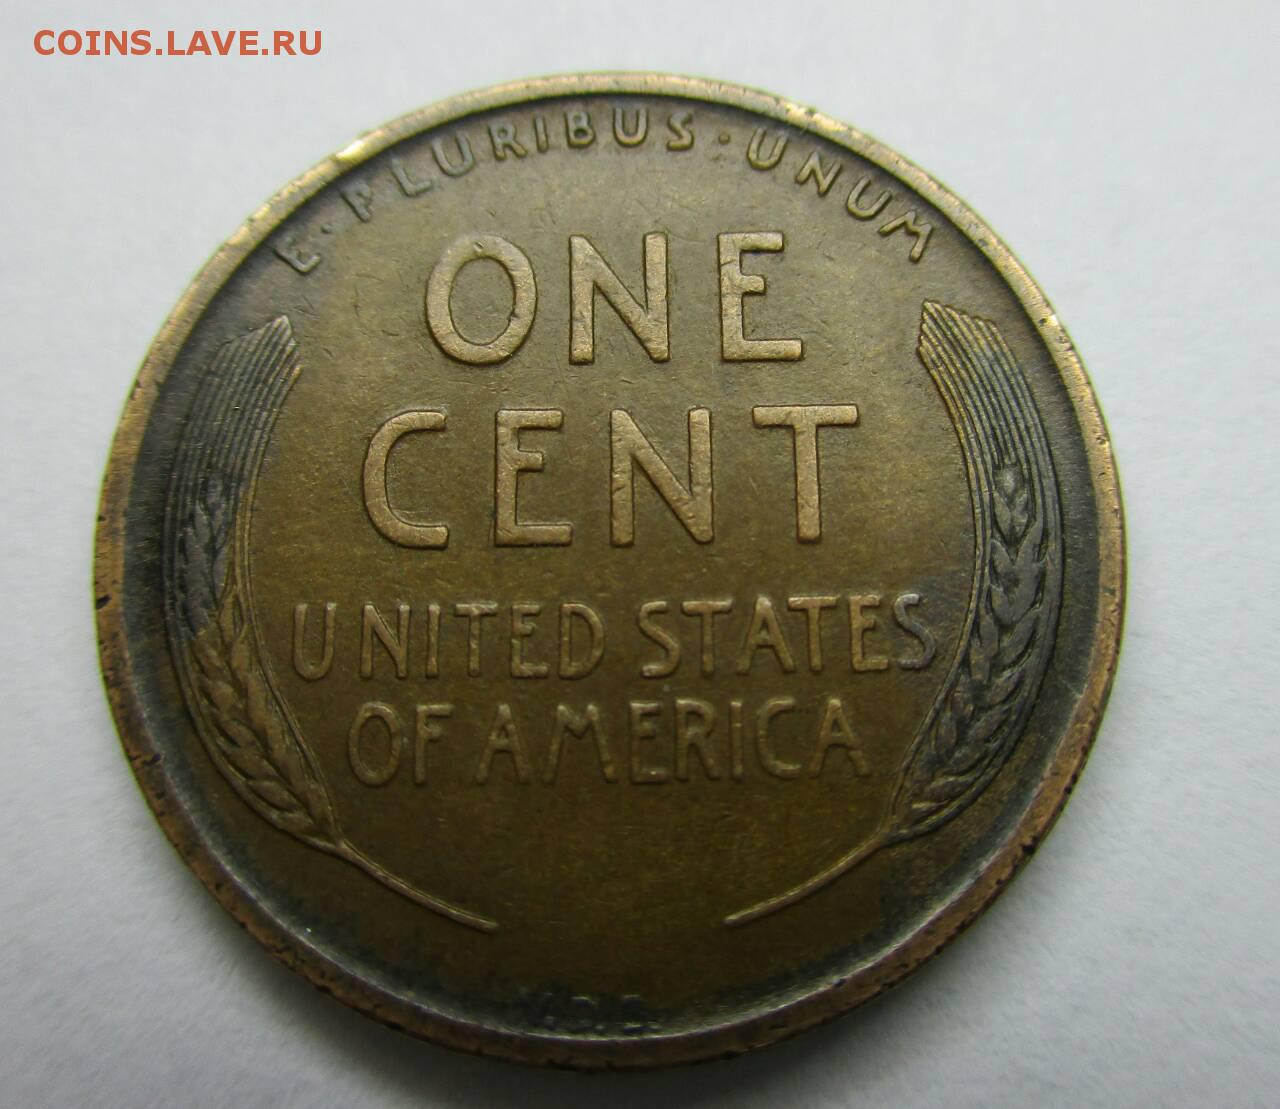 COINS.LAVE.RU
E·PLURIBUS·UNUM
ONE
CENT
UNITED STATES
OF AMERICA
V.D.B.